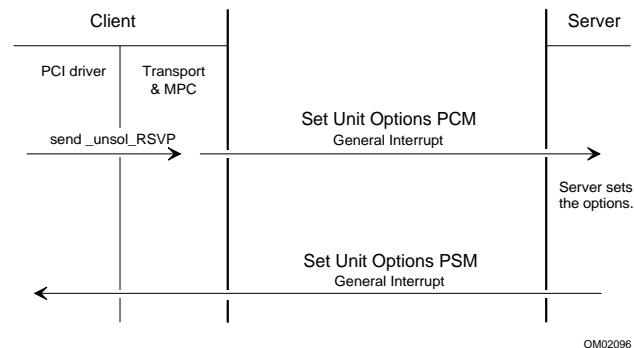 Client
Server
PCI driver
Transport
& MPC
send _unsol_RSVP
Set Unit Options PCM
General Interrupt
Server sets
the options.
Set Unit Options PSM
General Interrupt
OM02096